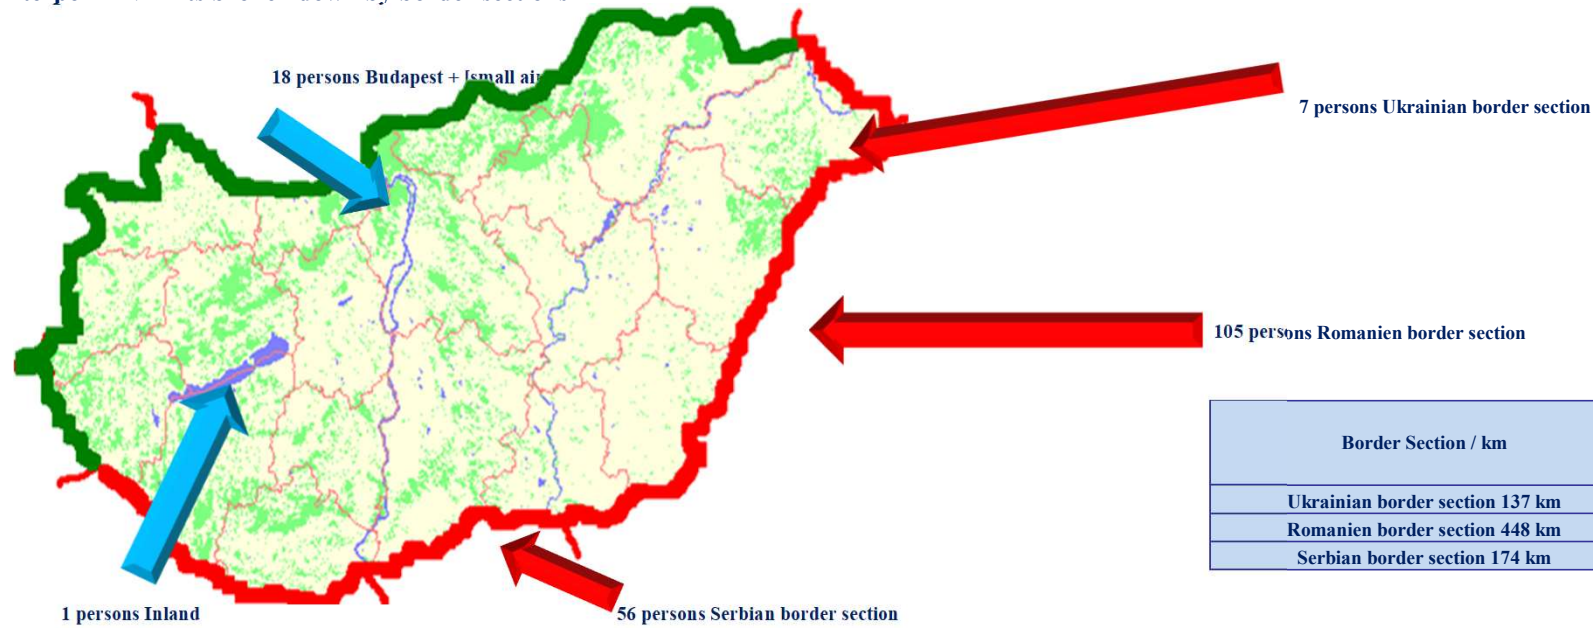 18 persons Budapest + [small air
7 persons Ukrainian border section
105 persons Romanien border section
Border Section / km
Ukrainian border section 137 km
Romanien border section 448 km
Serbian border section 174 km
1 persons Inland
56 persons Serbian border section